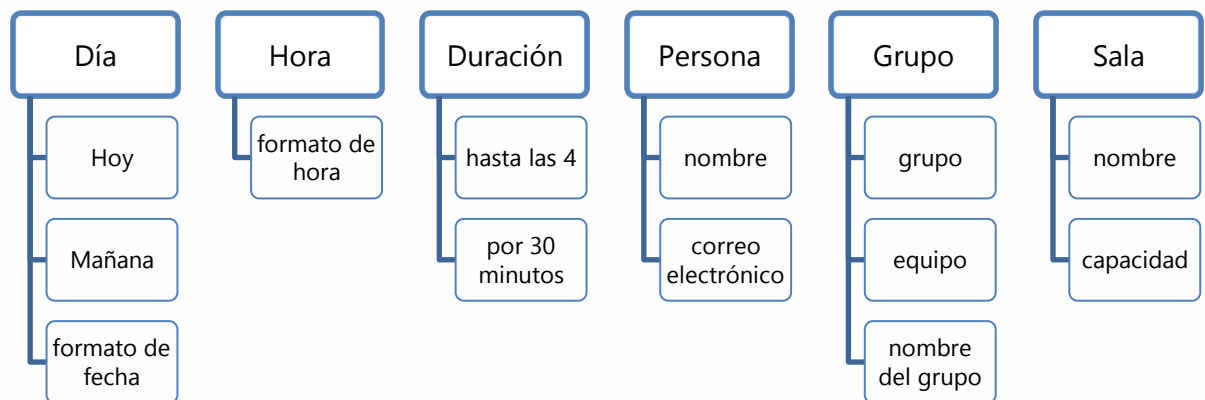 Día
Hoy
Mañana
formato de
fecha
Hora
formato de
hora
Duración
hasta las 4
por 30
minutos
Persona
nombre
correo
electrónico
Grupo
grupo
equipo
nombre
del grupo
Sala
nombre
capacidad